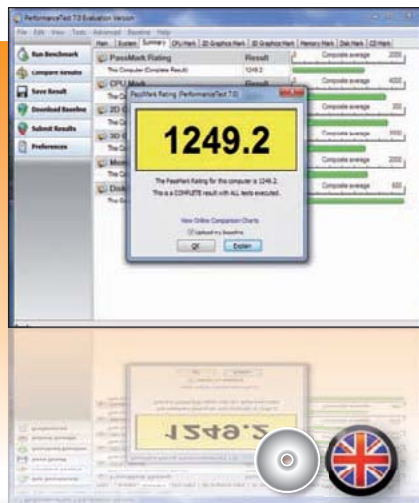 PerformanceTest 7.0 Evaluation Version
File Edit View Tests Advanced Baseline Help
Main System Summary CPU Mark 2D Graphics Mark 3D Graphics Mark Memory Mark Disk Mark CD Mark
Run Benchmark
Compare Results
Save Result
Download Baseline
Submit Results
Preferences
PassMark Rating Result Composite average 2000
This Computer (Complete Result) 1249.2
CPU Mark Composite average 4000
PassMark Rating (PerformanceTest 7.0)
1249.2
The PassMark Rating for this computer is 1249.2.
This is a COMPLETE result with ALL tests executed.
View Online Comparison Charts
Upload my baseline
OK Explain
Composite average
Composite average
Composite average 2000
Composite average 600